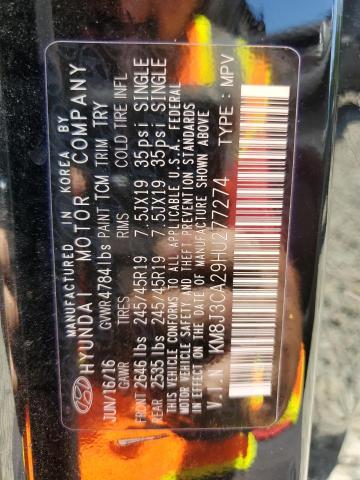 MANUFACTURED IN KOREA BY
HYUNDAI MOTOR COMPANY
JUN/16/16 GVWR 4784 lbs PAINT: TCM TRIM: TRY
GAWR TIRES RIMS COLD TIRE INFL
FRONT 2646 lbs 245/45R19 7.5JX19 35psi SINGLE
REAR 2535 lbs 245/45R19 7.5JX19 35psi SINGLE
THIS VEHICLE CONFORMS TO ALL APPLICABLE U.S.A. FEDERAL
MOTOR VEHICLE SAFETY AND THEFT PREVENTION STANDARDS
IN EFFECT ON THE DATE OF MANUFACTURE SHOWN ABOVE
V.I.N : KM8J3CA29HU277274 TYPE : MPV